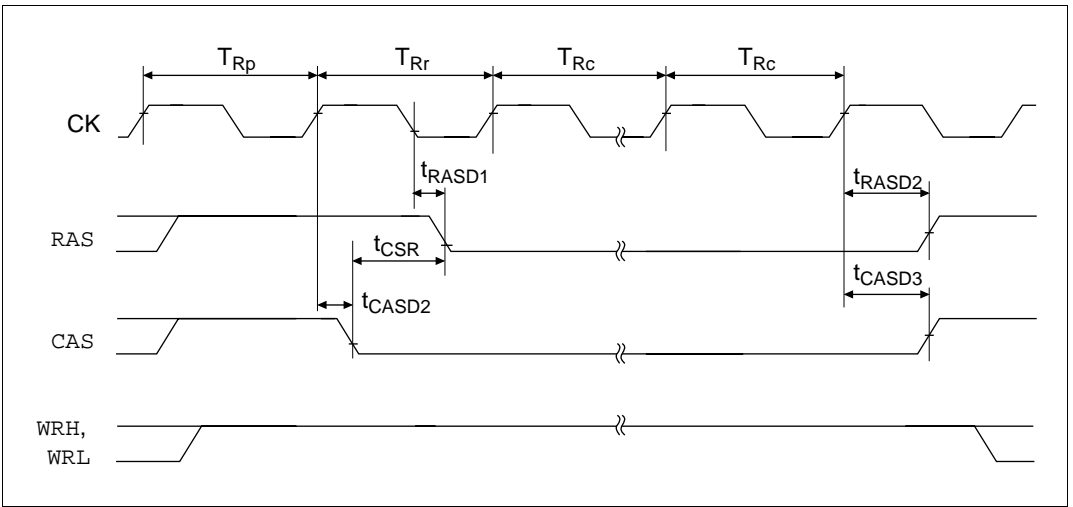 TRp TRr TRc TRc
CK
tRASD1 tRASD2
RAS
tCSR
tCASD3
tCASD2
CAS
WRH,
WRL